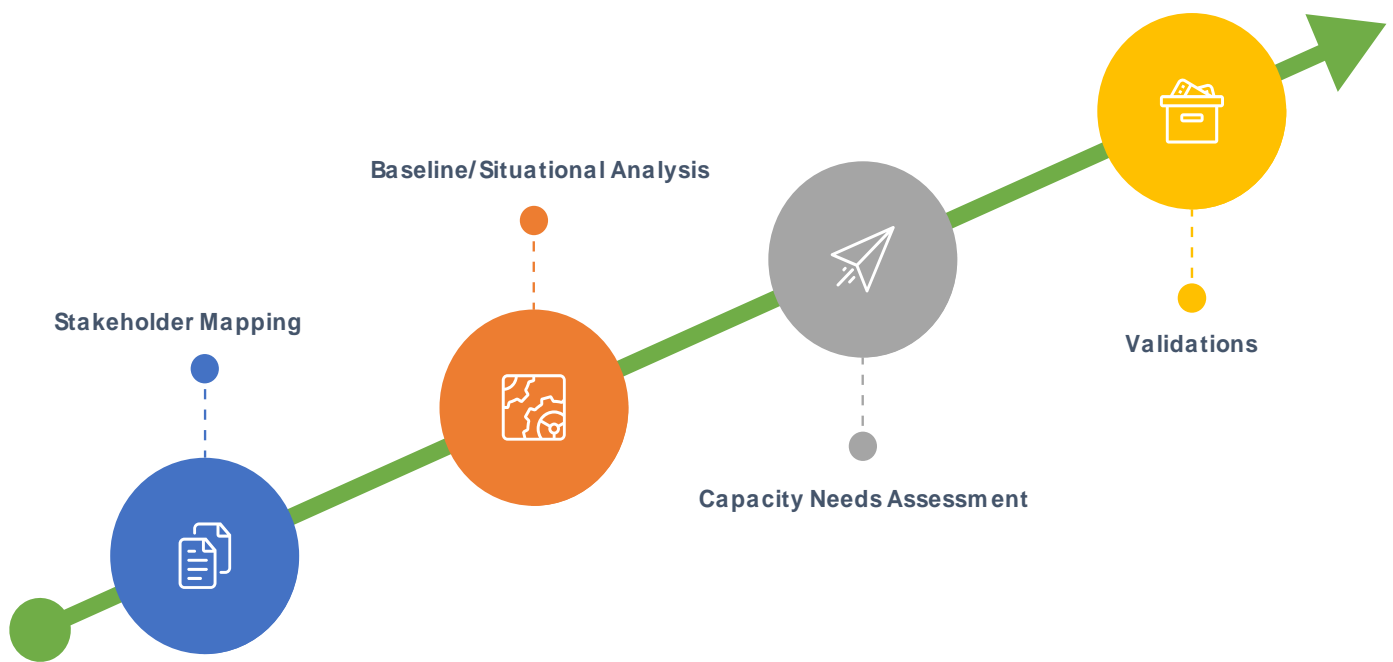 Stakeholder Mapping
Baseline/Situational Analysis
Capacity Needs Assessment
Validations